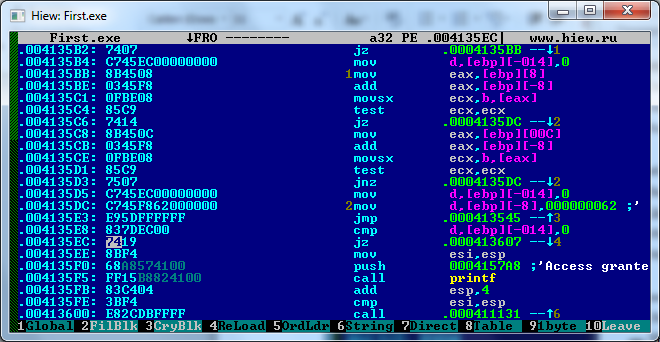 Hiew: First.exe
First.exe ↓FRO -------- a32 PE .004135EC| www.hiew.ru
.004135B2: 7407 jz .0004135BB --↓1
.004135B4: C745EC00000000 mov d,[ebp][-014],0
.004135BB: 8B4508 1mov eax,[ebp][8]
.004135BE: 0345F8 add eax,[ebp][-8]
.004135C1: 0FBE08 movsx ecx,b,[eax]
.004135C4: 85C9 test ecx,ecx
.004135C6: 7414 jz .0004135DC --↓2
.004135C8: 8B450C mov eax,[ebp][00C]
.004135CB: 0345F8 add eax,[ebp][-8]
.004135CE: 0FBE08 movsx ecx,b,[eax]
.004135D1: 85C9 test ecx,ecx
.004135D3: 7507 jnz .0004135DC --↓2
.004135D5: C745EC00000000 mov d,[ebp][-014],0
.004135DC: C745F862000000 2mov d,[ebp][-8],000000062 ;'
.004135E3: E95DFFFFFF jmp .000413545 --↑3
.004135E8: 837DEC00 cmp d,[ebp][-014],0
.004135EC: 7419 jz .000413607 --↓4
.004135EE: 8BF4 mov esi,esp
.004135F0: 68A8574100 push 0004157A8 ;'Access grante
.004135F5: FF15B8824100 call printf
.004135FB: 83C404 add esp,4
.004135FE: 3BF4 cmp esi,esp
.00413600: E82CDBFFFF call .000411131 --↑6
1Global 2FilBlk 3CryBlk 4ReLoad 5OrdLdr 6String 7Direct 8Table 91byte 10Leave